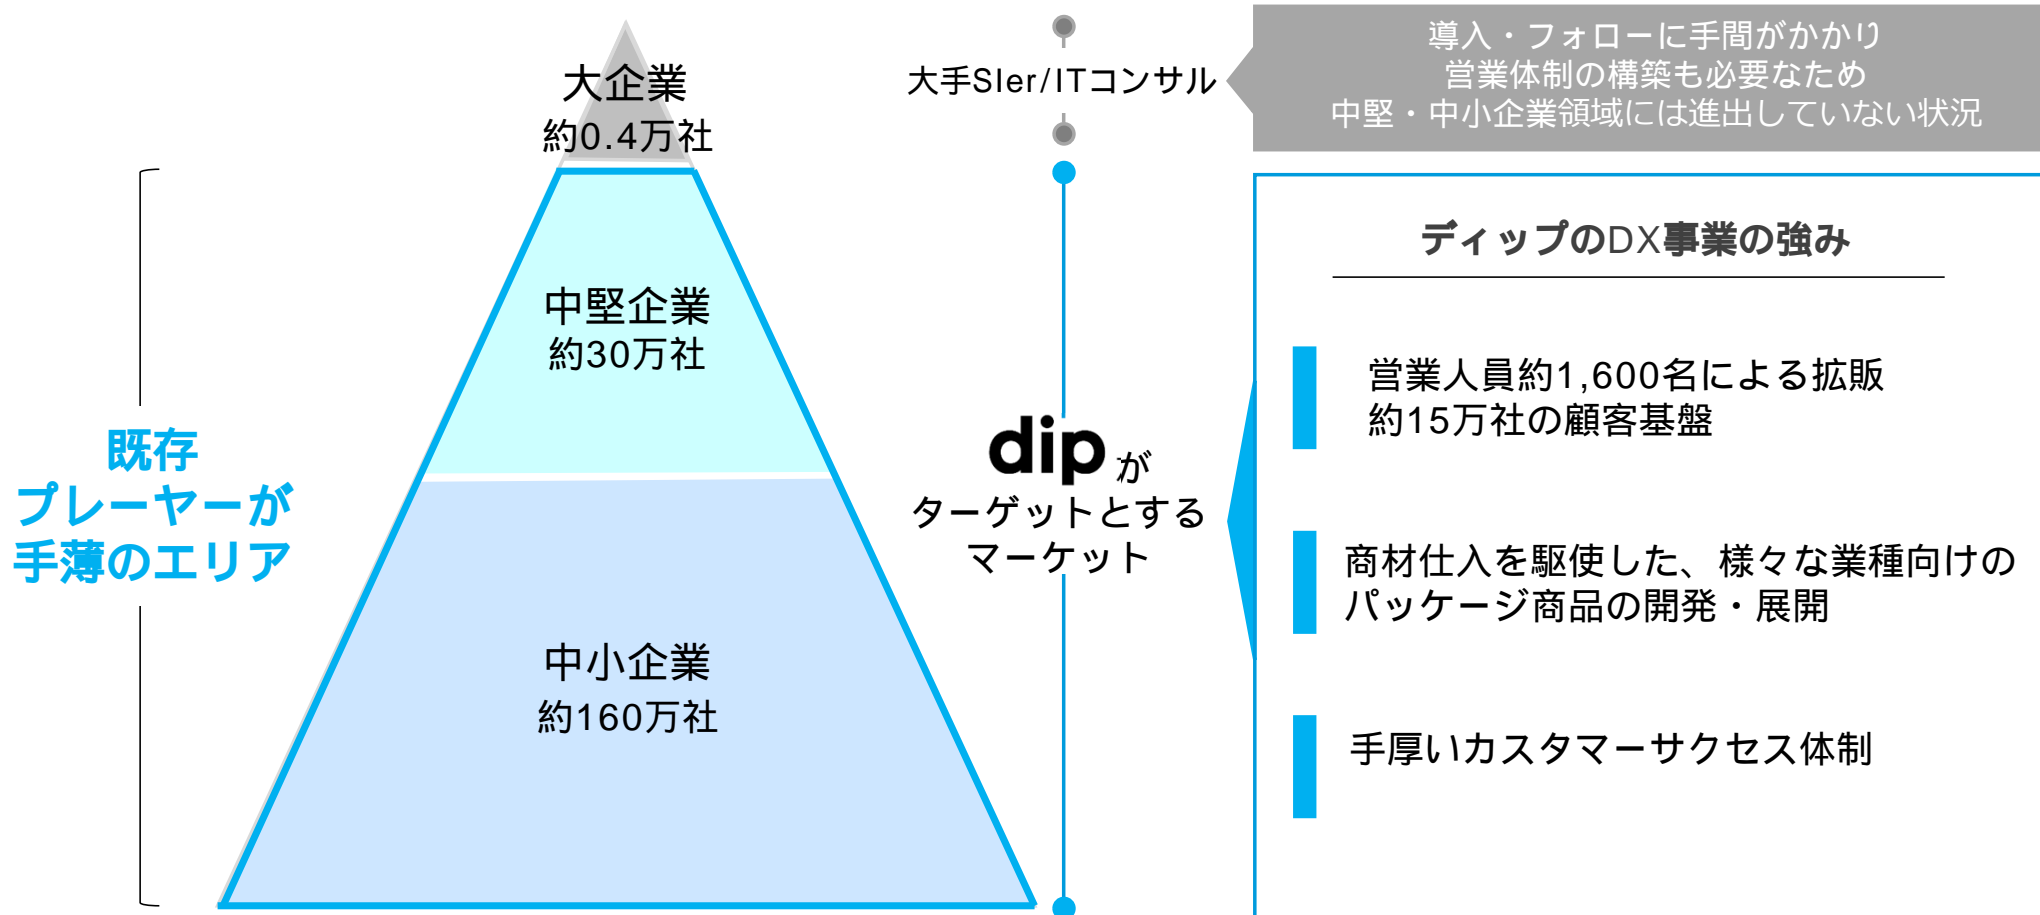 大企業
約0.4万社
大手SIer/ITコンサル
導入・フォローに手間がかかり
営業体制の構築も必要なため
中堅・中小企業領域には進出していない状況
既存
プレーヤーが
手薄のエリア
中堅企業
約30万社
中小企業
約160万社
dip が
ターゲットとする
マーケット
ディップのDX事業の強み
営業人員約1,600名による拡販
約15万社の顧客基盤
商材仕入を駆使した、様々な業種向けの
パッケージ商品の開発・展開
手厚いカスタマーサクセス体制